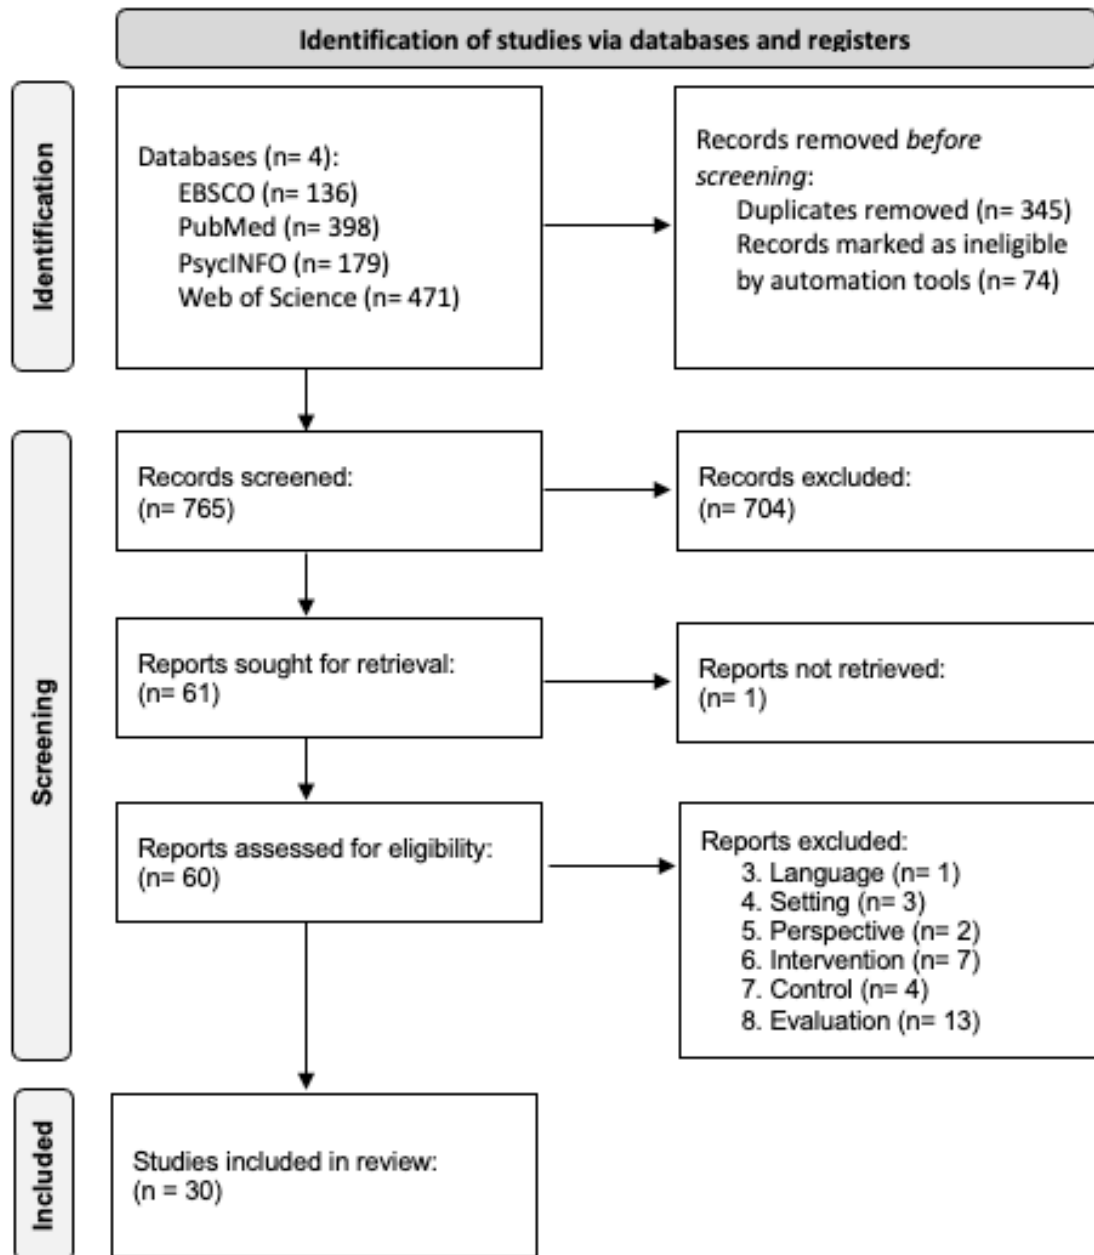 Identification of studies via databases and registers
Identification
Databases (n= 4):
EBSCO (n= 136)
PubMed (n= 398)
PsycINFO (n= 179)
Web of Science (n= 471)
Records removed before
screening:
Duplicates removed (n= 345)
Records marked as ineligible
by automation tools (n= 74)
Screening
Records screened:
(n= 765)
Records excluded:
(n= 704)
Reports sought for retrieval:
(n= 61)
Reports not retrieved:
(n= 1)
Reports assessed for eligibility:
(n= 60)
Reports excluded:
3. Language (n= 1)
4. Setting (n= 3)
5. Perspective (n= 2)
6. Intervention (n= 7)
7. Control (n= 4)
8. Evaluation (n= 13)
Included
Studies included in review:
(n = 30)